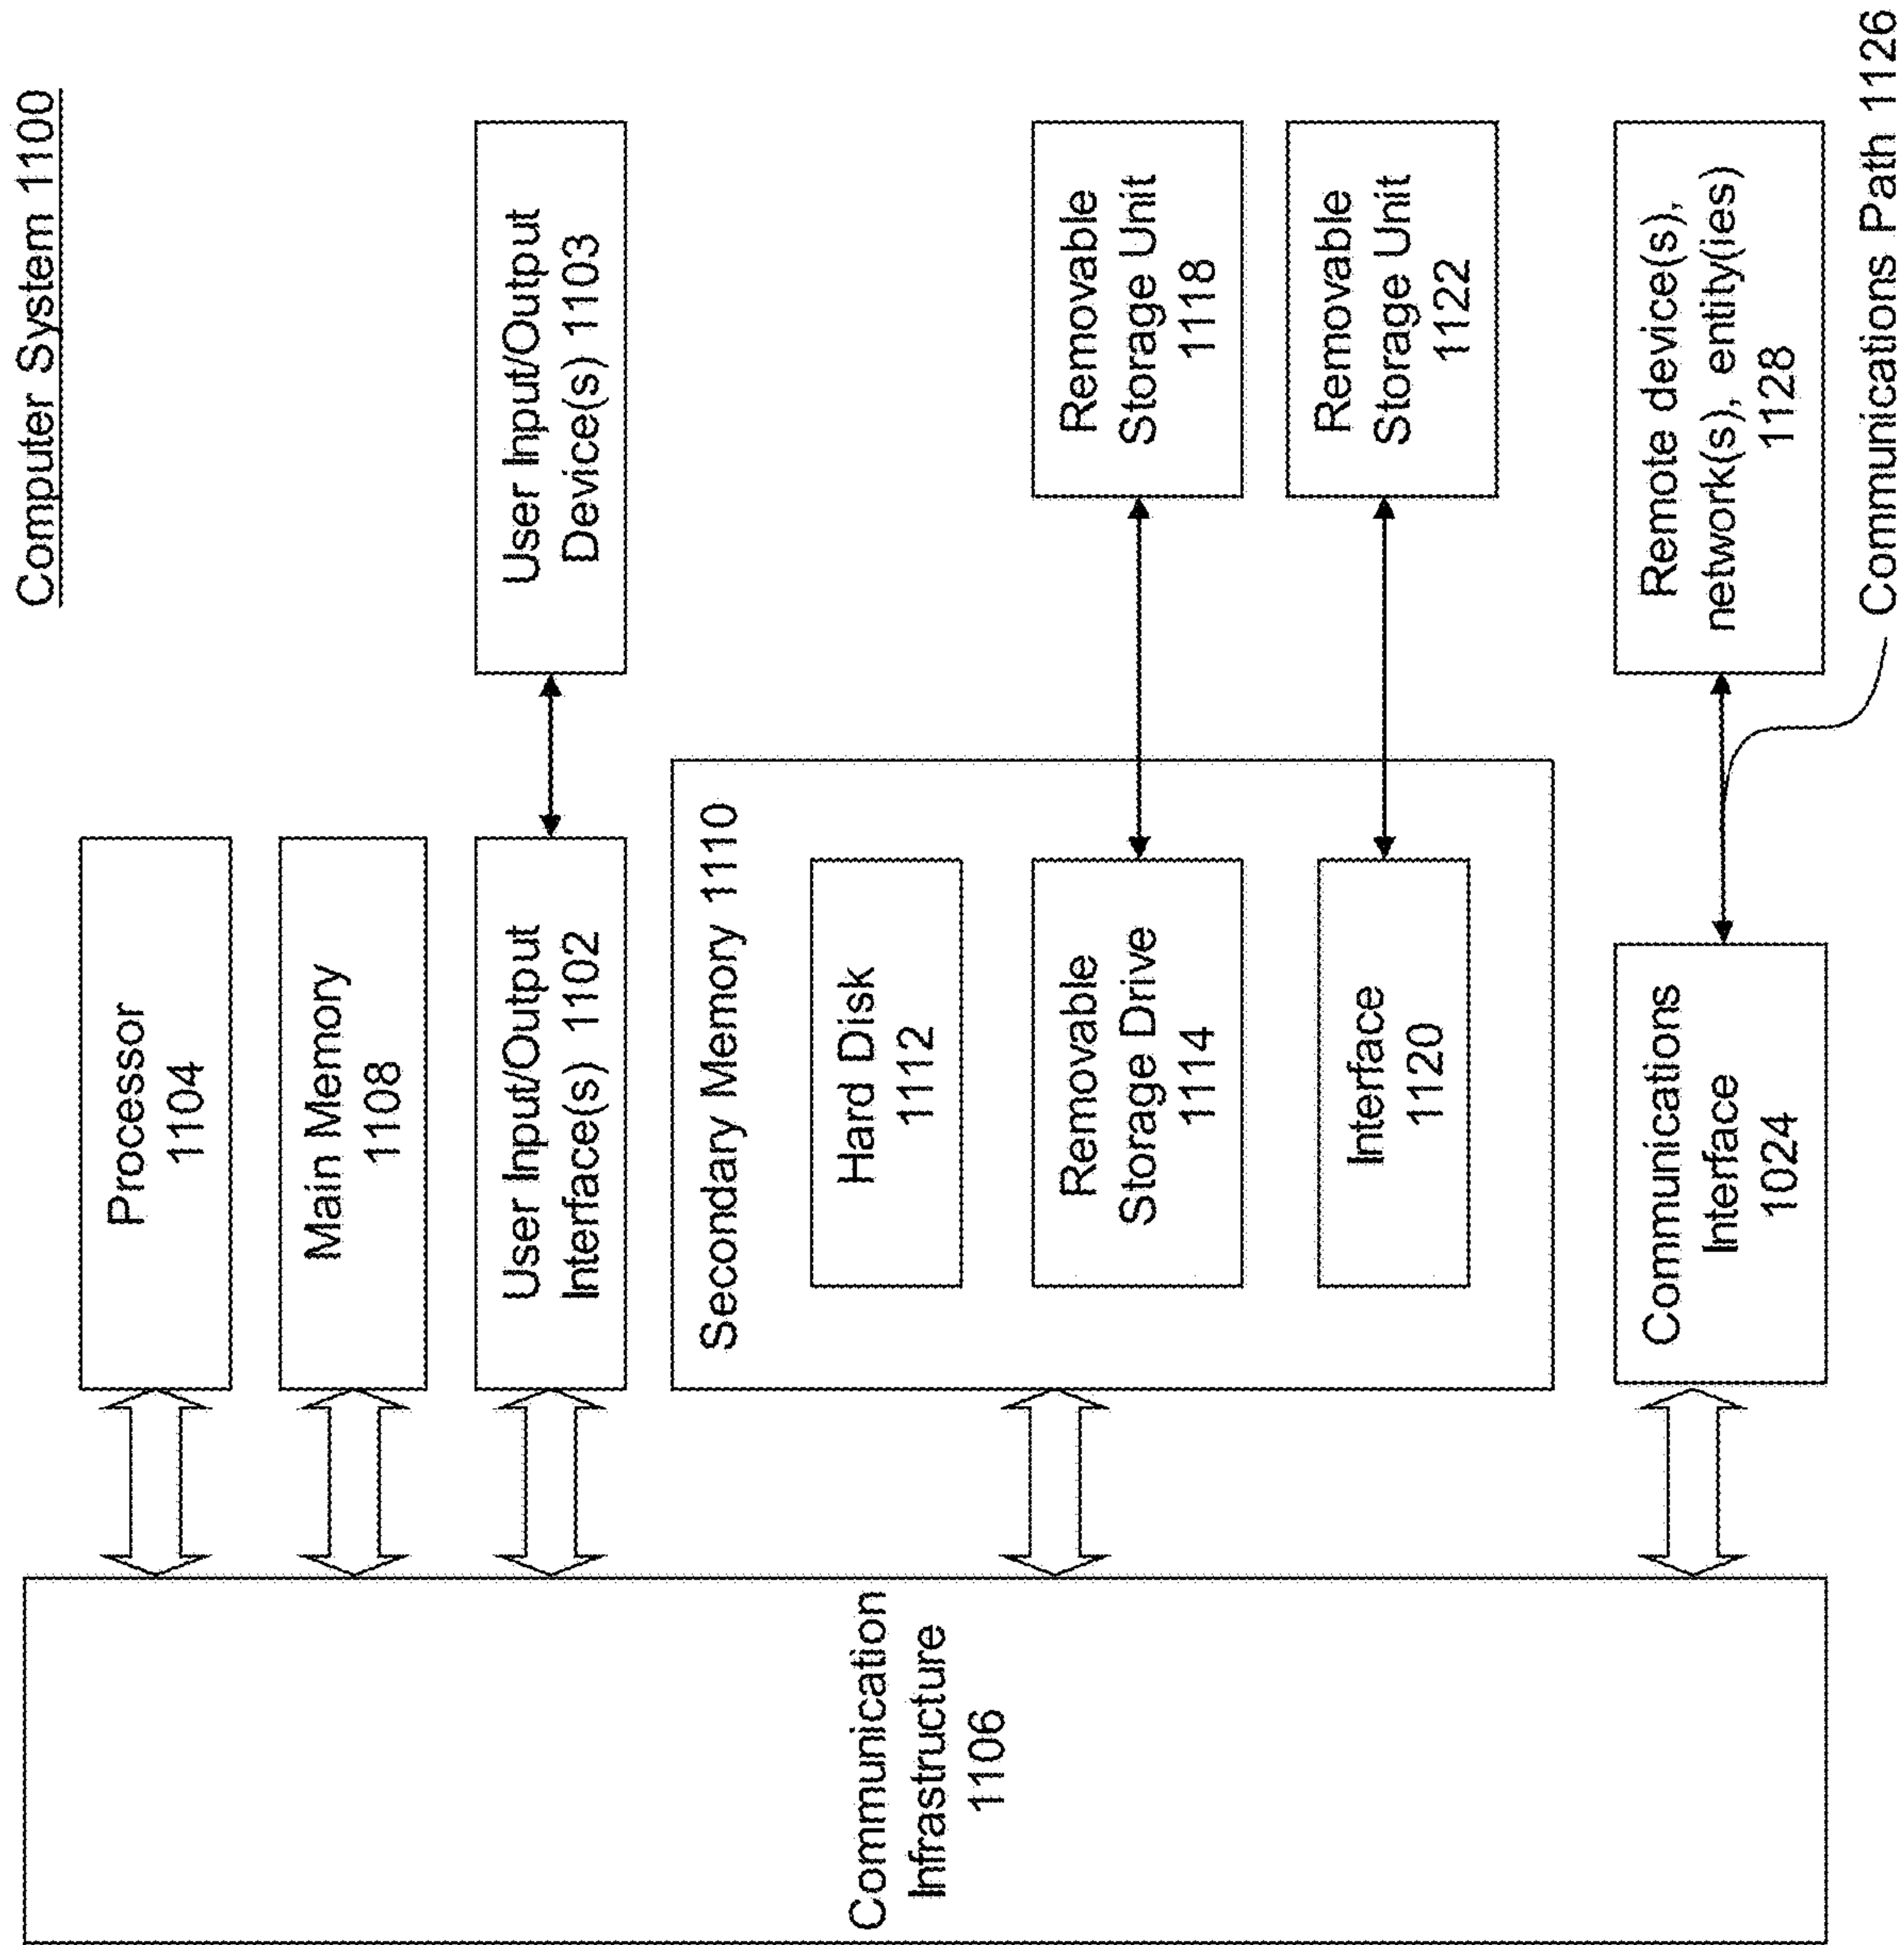 Computer System 1100
Processor
1104
Main Memory
1108
User Input/Output
Interface(s) 1102
User Input/Output
Device(s) 1103
Secondary Memory 1110
Hard Disk
1112
Removable
Storage Drive
1114
Removable
Storage Unit
1118
Interface
1120
Removable
Storage Unit
1122
Communications
Interface
1024
Remote device(s),
network(s), entity(ies)
1128
Communications Path 1126
Communication
Infrastructure
1106